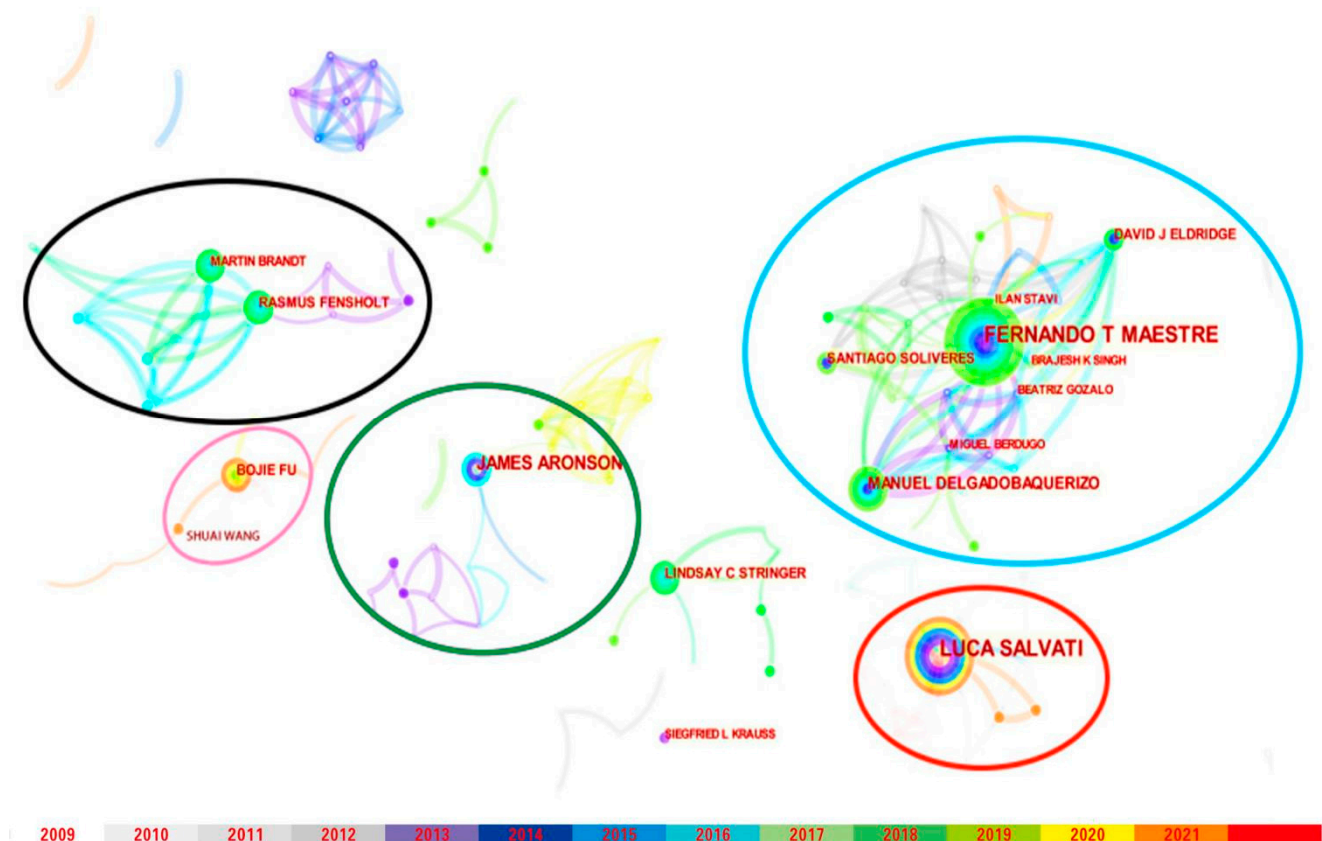 DAVID J ELDRIDGE
MARTIN BRANDT
RASMUS FENSHOLT
ILAN STAVI
FERNANDO T MAESTRE
SANTIAGO SOLIVERES
BRAJESH K SINGH
BEATRIZ GOZALO
MIGUEL BERDUGO
BOJIE FU
JAMES ARONSON
MANUEL DELGADOBAQUERIZO
SHUAI WANG
LINDSAY C STRINGER
LUCA SALVATI
SIEGFRIED L KRAUSS
2009 2010 2011 2012 2013 2014 2015 2016 2017 2018 2019 2020 2021